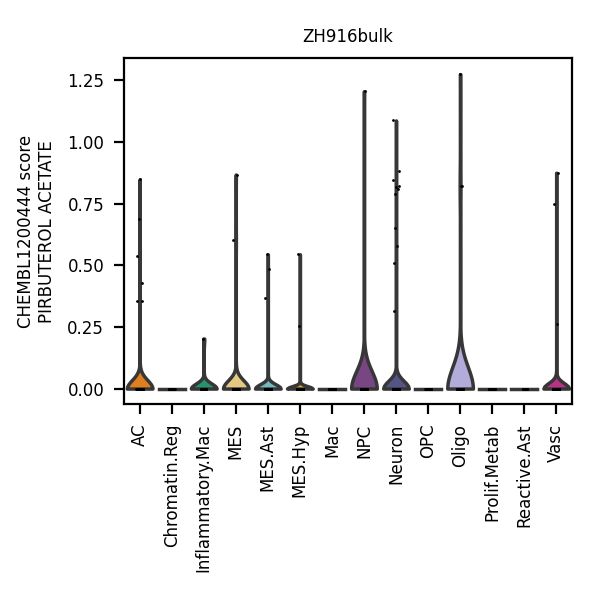 ZH916bulk
CHEMBL1200444 score
PIRBUTEROL ACETATE
1.25
1.00
0.75
0.50
0.25
0.00
AC
Chromatin.Reg
Inflammatory.Mac
MES
MES.Ast
MES.Hyp
Mac
NPC
Neuron
OPC
Oligo
Prolif.Metab
Reactive.Ast
Vasc